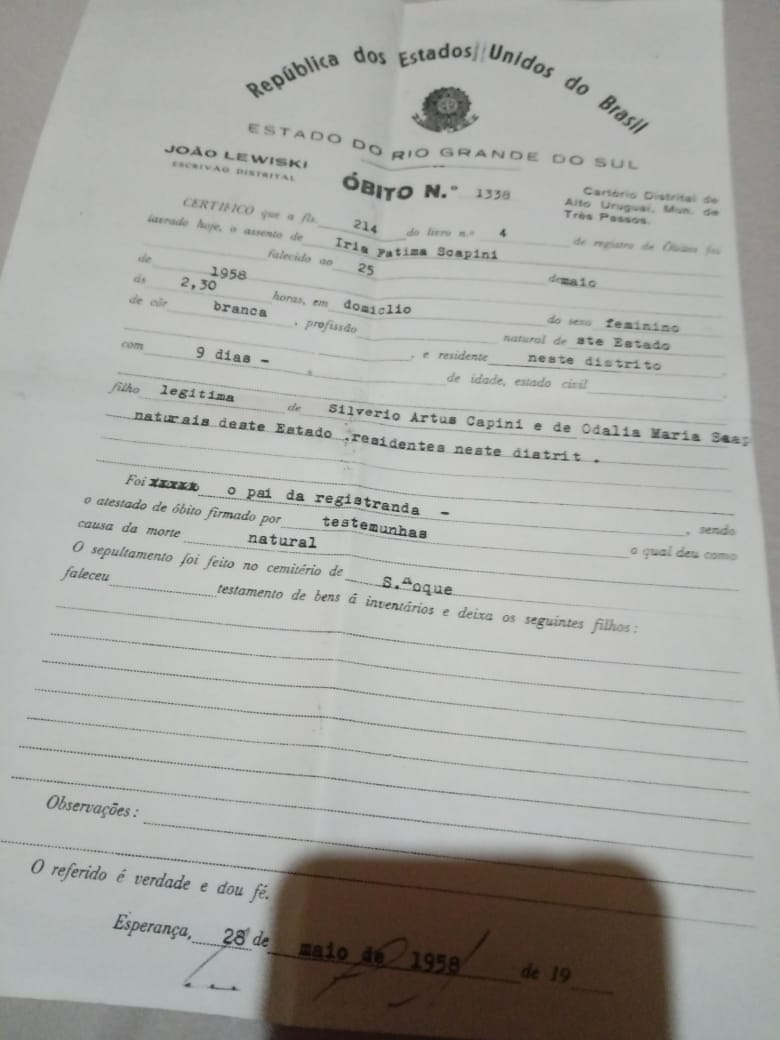 República dos Estados Unidos do Brasil
ESTADO DO RIO GRANDE DO SUL
JOÃO LEWISKI
ESCRIVÃO DISTRITAL
ÓBITO N.º 1338
Cartório Distrital de
Alto Uruguai, Mun. de
Três Passos.
CERTIFICO que a fls. 214 do livro n.º 4 de registro de Óbitos foi
lavrado hoje, o assento de Iria Fatima Scapini
falecido ao 25 de maio
de 1958
ás 2,30 horas, em domiclio do sexo feminino
de côr branca , profissão natural de ste Estado
, e residente neste distrito
com 9 dias - de idade, estado civil
filho legitima de Silverio Artus Capini e de Odalia Maria
naturais deste Estado ,residentes neste distrit .
Foi xxxxx o pai da registranda - , sendo
o atestado de óbito firmado por testemunhas o qual deu como
causa da morte natural
O sepultamento foi feito no cemitério de S.ªoque
faleceu testamento de bens á inventários e deixa os seguintes filhos :
Observações :
O referido é verdade e dou fé.
Esperança, 28 de maio de 1958 de 19